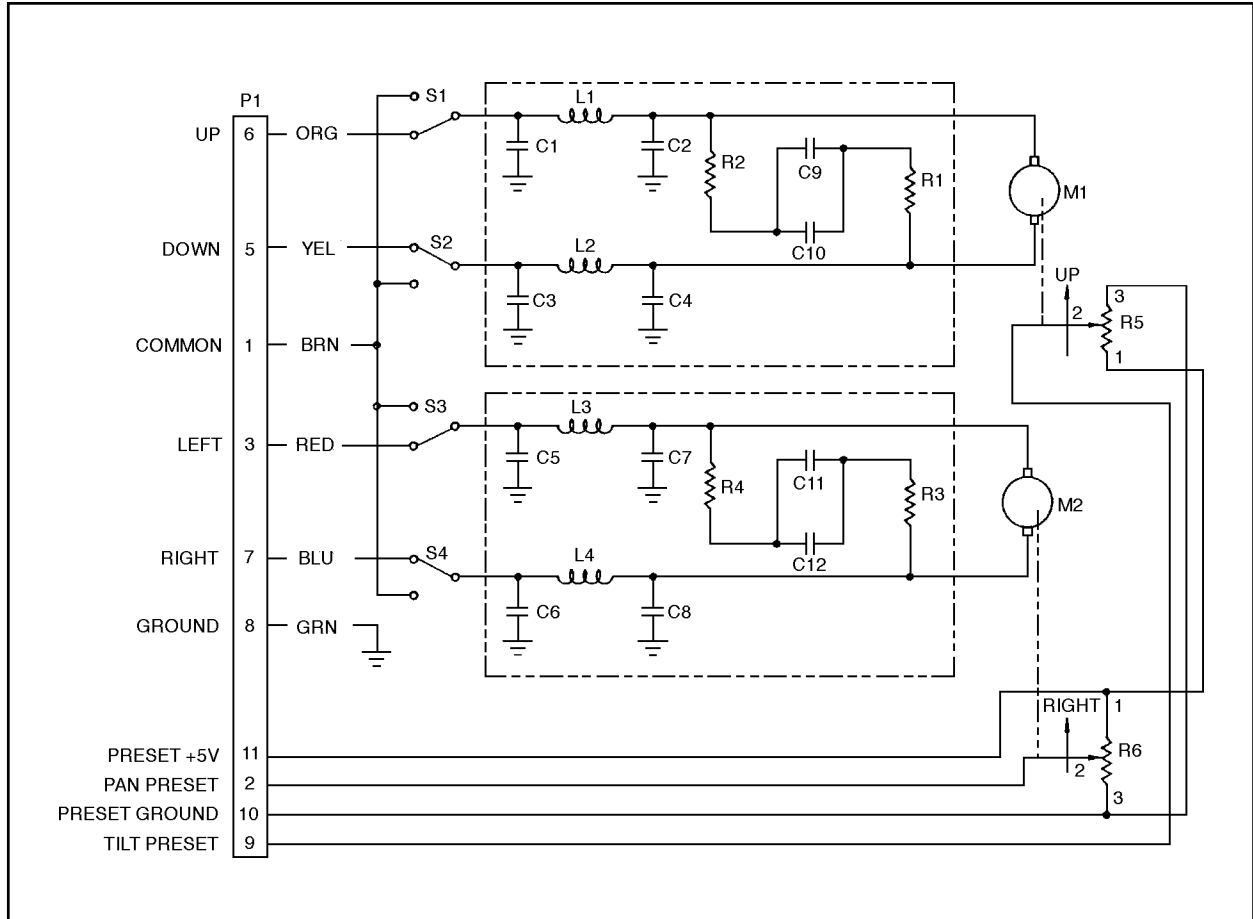 P1
UP 6 ORG
DOWN 5 YEL
COMMON 1 BRN
LEFT 3 RED
RIGHT 7 BLU
GROUND 8 GRN
PRESET +5V 11
PAN PRESET 2
PRESET GROUND 10
TILT PRESET 9
S1
S2
S3
S4
L1
C1
C2
R2
C9
C10
R1
L2
C3
C4
M1
UP
2
3
R5
1
L3
C5
C7
R4
C11
C12
R3
L4
C6
C8
M2
RIGHT
1
2
R6
3